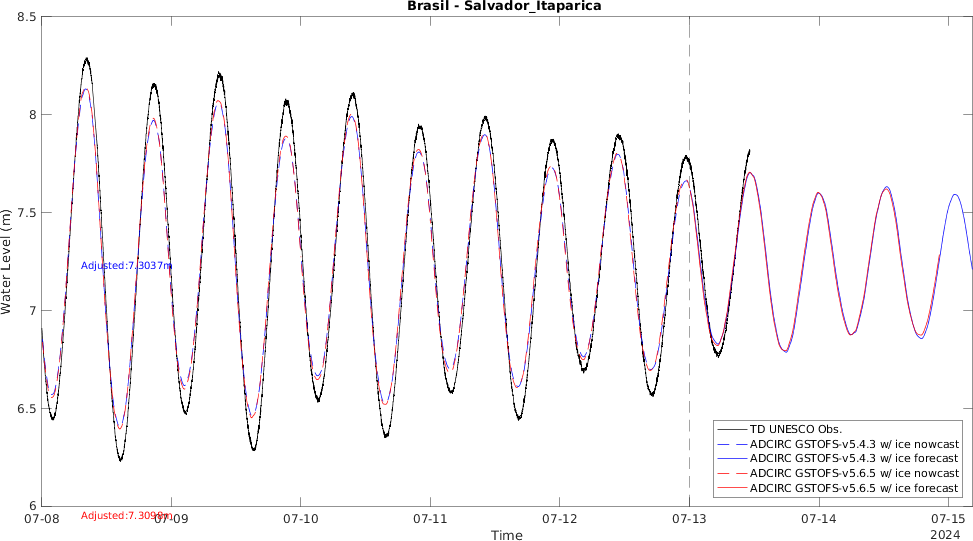 Brasil - Salvador_Itaparica
8.5
8
7.5
7
6.5
6
Water Level (m)
Adjusted:7.3037m
Adjusted:7.3098m
07-08
07-09
07-10
07-11
07-12
07-13
07-14
07-15
Time
2024
TD UNESCO Obs.
ADCIRC GSTOFS-v5.4.3 w/ ice nowcast
ADCIRC GSTOFS-v5.4.3 w/ ice forecast
ADCIRC GSTOFS-v5.6.5 w/ ice nowcast
ADCIRC GSTOFS-v5.6.5 w/ ice forecast